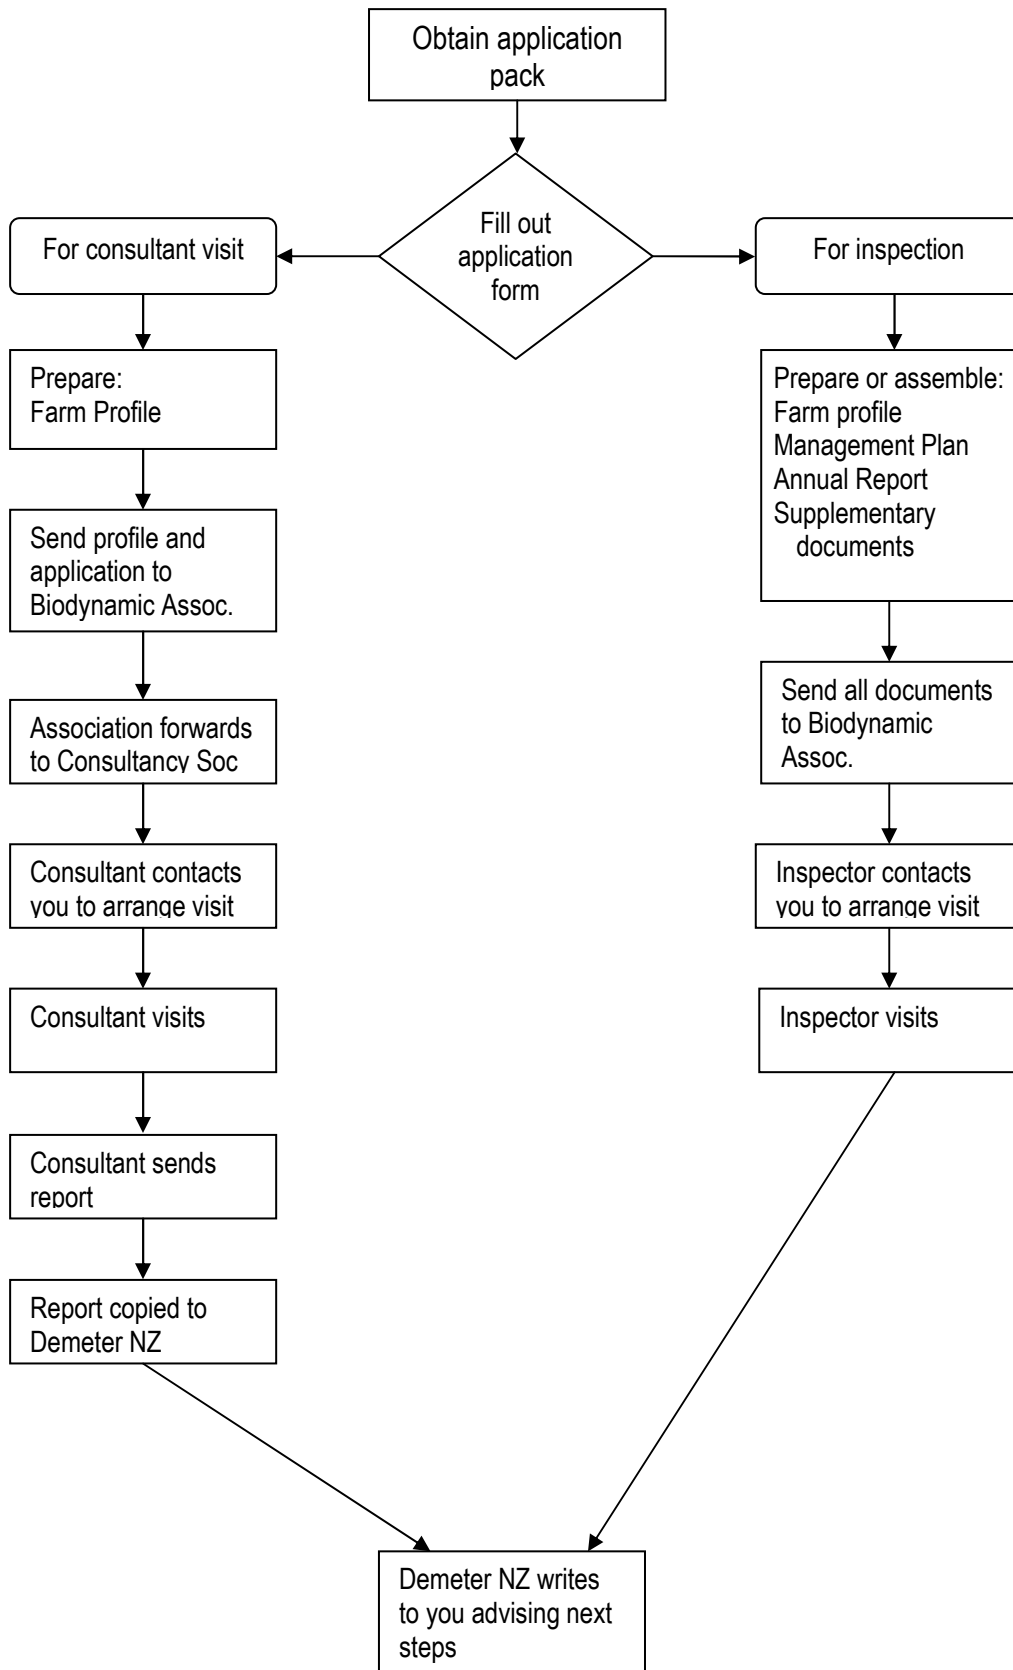 Obtain application
pack
Fill out
application
form
For consultant visit
Prepare:
Farm Profile
Send profile and
application to
Biodynamic Assoc.
Association forwards
to Consultancy Soc
Consultant contacts
you to arrange visit
Consultant visits
Consultant sends
report
Report copied to
Demeter NZ
For inspection
Prepare or assemble:
Farm profile
Management Plan
Annual Report
Supplementary
documents
Send all documents
to Biodynamic
Assoc.
Inspector contacts
you to arrange visit
Inspector visits
Demeter NZ writes
to you advising next
steps